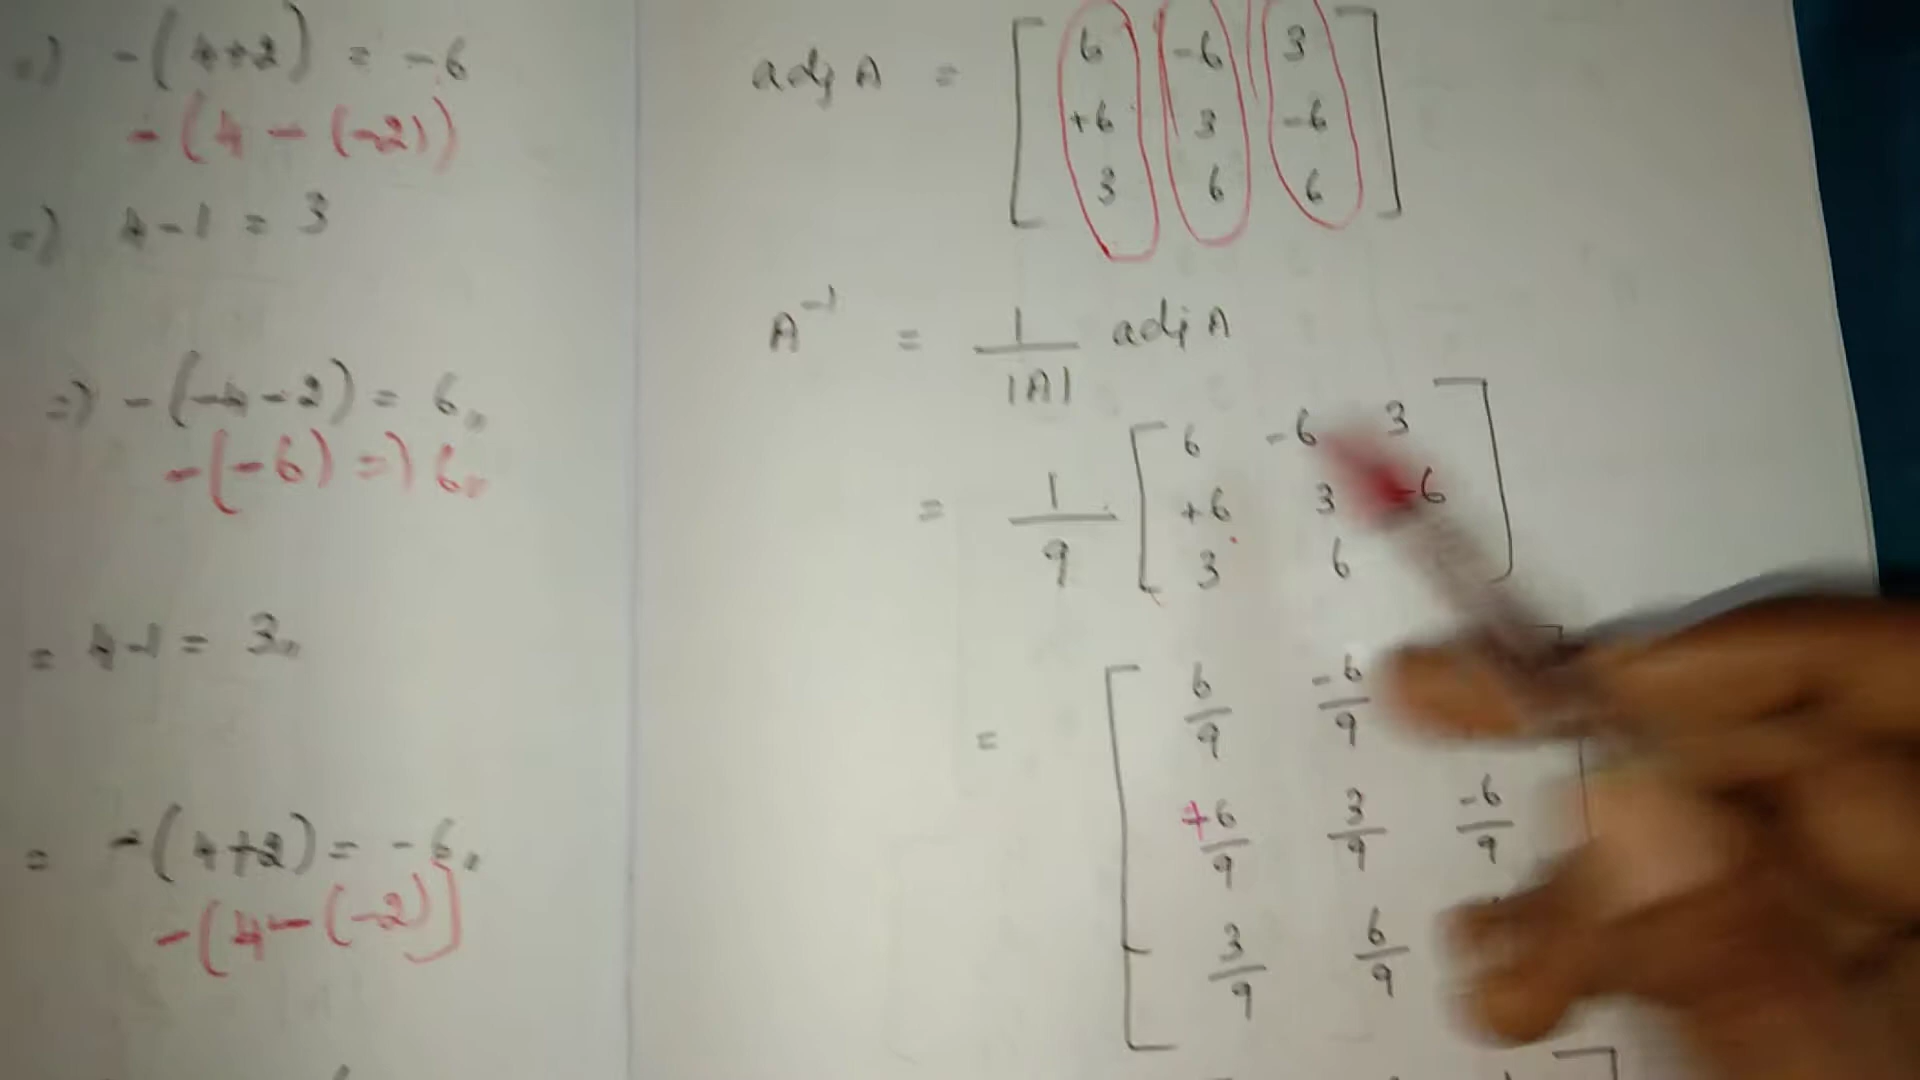 =) -(4+2) = -6
-(4-(-2))
=) 4-1 = 3
=) -(-4-2) = 6,,
-(-6) =) 6,,
= 4-1 = 3,,
= -(4+2) = -6,,
-(4-(-2)]
adj A = [ 6 -6 3
+6 3 -6
3 6 6 ]
A⁻¹ = 1/|A| adj A
= 1/9 [ 6 -6 3
+6 3 -6
3 6 ]
= [ 6/9 -6/9
+6/9 3/9 -6/9
3/9 6/9